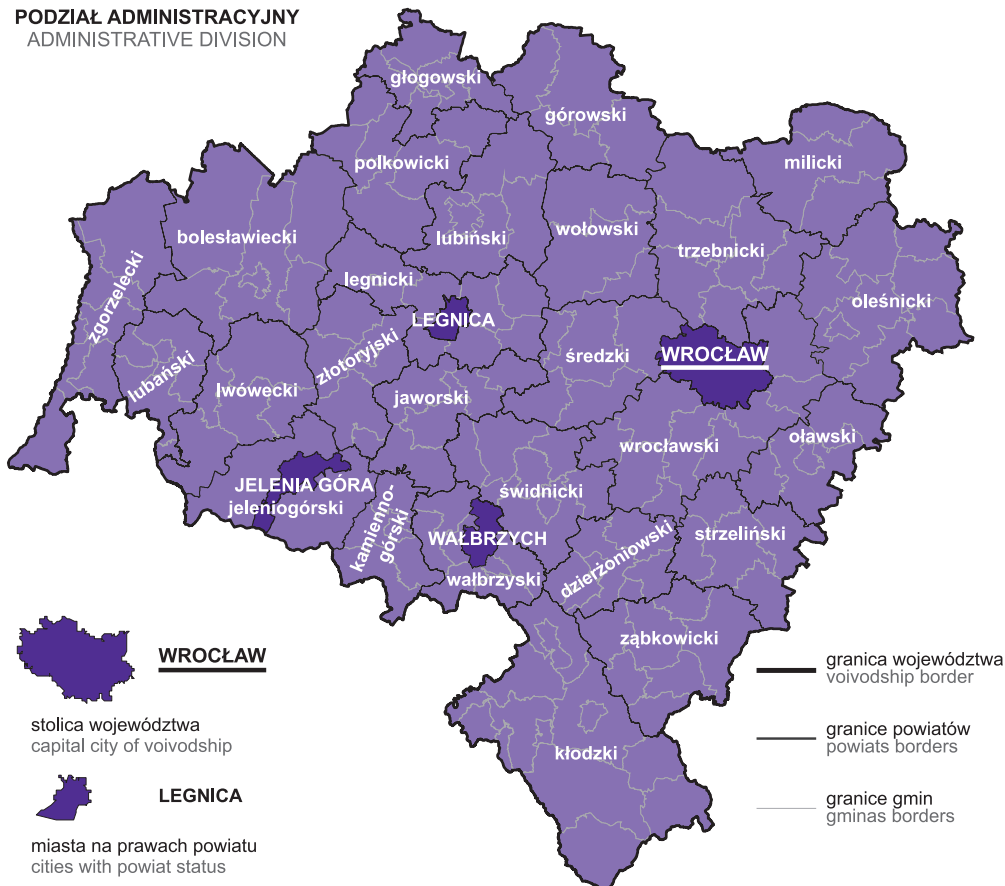 PODZIAŁ ADMINISTRACYJNY
ADMINISTRATIVE DIVISION
głogowski
górowski
polkowicki
milicki
bolesławiecki
lubiński
wołowski
trzebnicki
zgorzelecki
legnicki
oleśnicki
LEGNICA
lubański
lwówecki
złotoryjski
średzki
WROCŁAW
jaworski
wrocławski
oławski
JELENIA GÓRA
jeleniogórski
kamienno-
górski
świdnicki
WAŁBRZYCH
wałbrzyski
dzierżoniowski
strzeliński
ząbkowicki
kłodzki
WROCŁAW
stolica województwa
capital city of voivodship
LEGNICA
miasta na prawach powiatu
cities with powiat status
granica województwa
voivodship border
granice powiatów
powiats borders
granice gmin
gminas borders